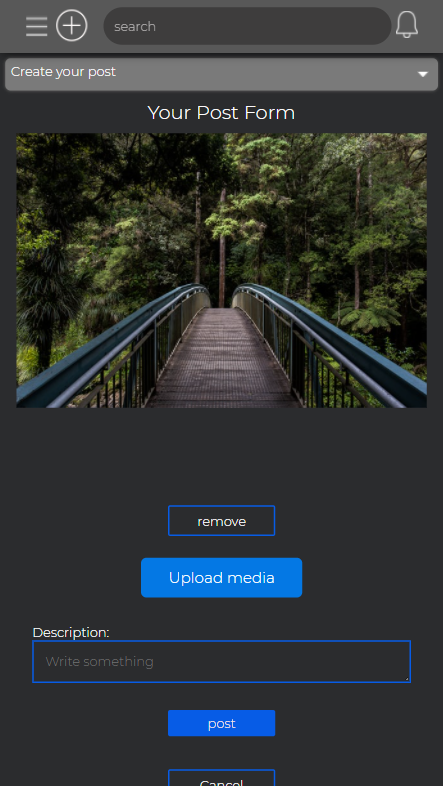 search
Create your post
Your Post Form
remove
Upload media
Description:
Write something
post
Cancel